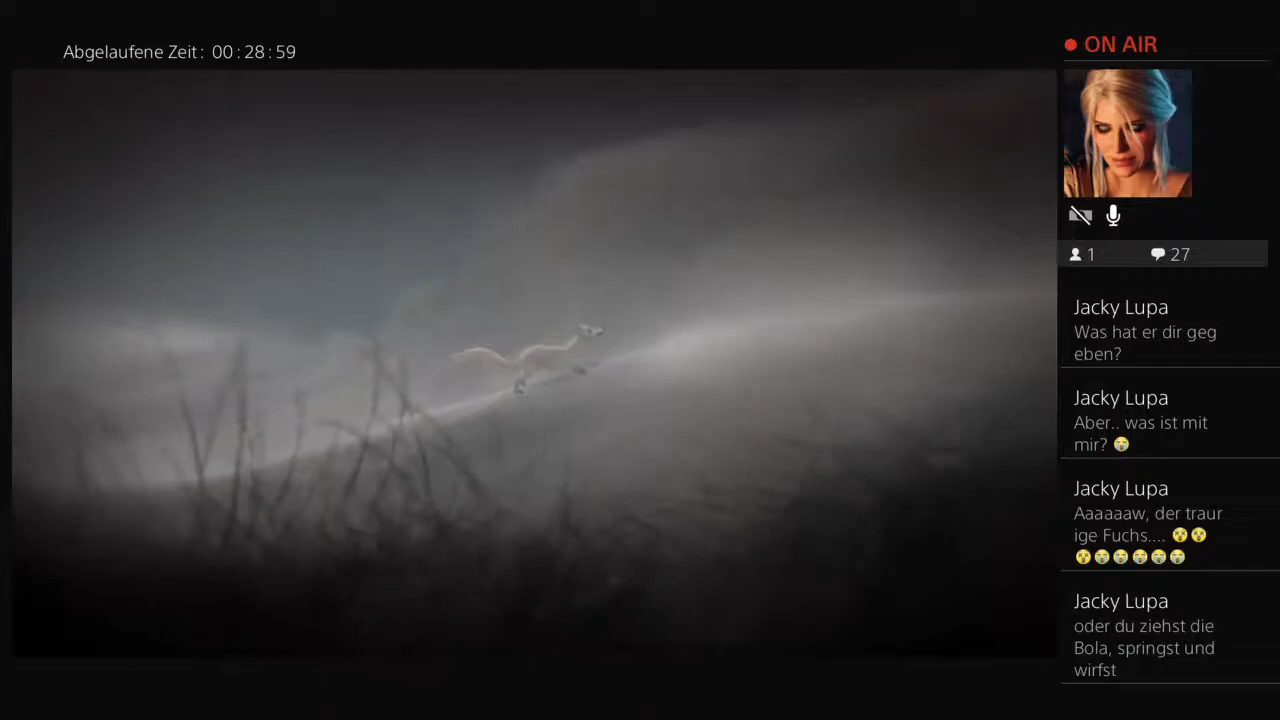 Abgelaufene Zeit: 00:28:59
ON AIR
1 27
Jacky Lupa
Was hat er dir geg
eben?
Jacky Lupa
Aber.. was ist mit
mir? 😭
Jacky Lupa
Aaaaaaw, der traur
ige Fuchs.... 😵😵
😵😭😭😭😭😭
Jacky Lupa
oder du ziehst die
Bola, springst und
wirfst